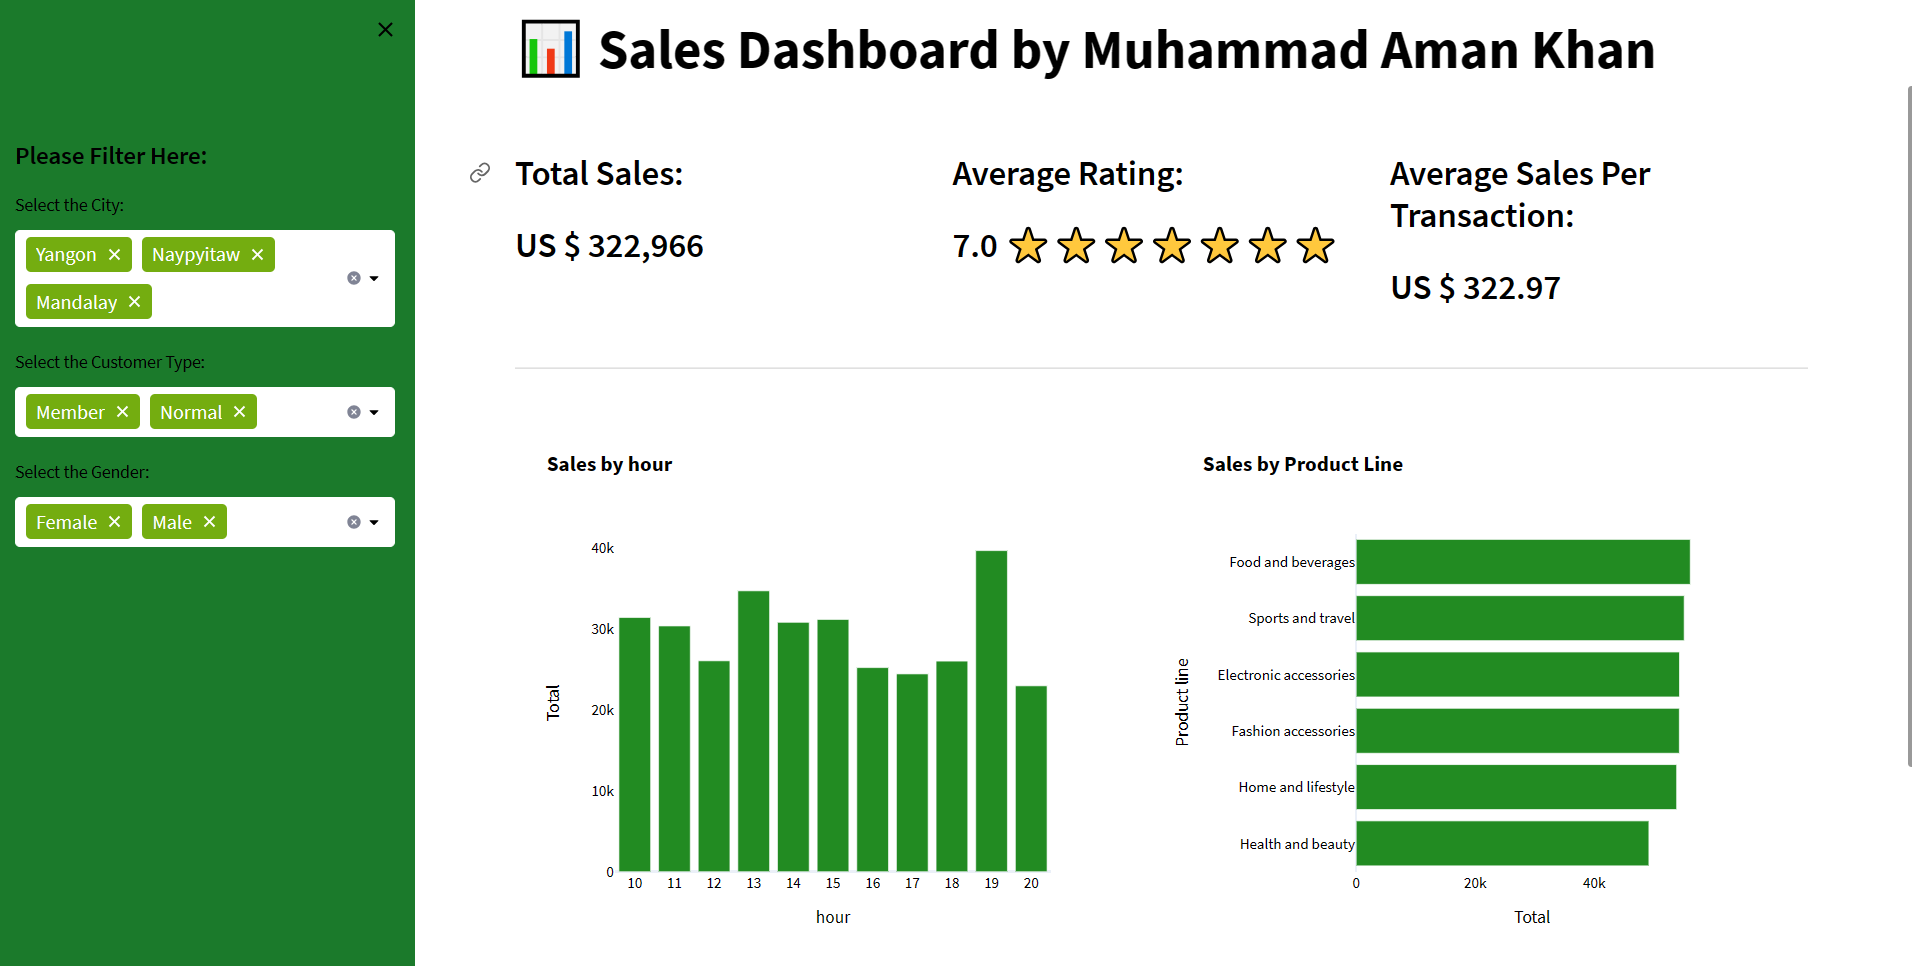 Please Filter Here:
Select the City:
Yangon Naypyitaw
Mandalay
Select the Customer Type:
Member Normal
Select the Gender:
Female Male
Sales Dashboard by Muhammad Aman Khan
Total Sales:
US $ 322,966
Average Rating:
7.0
Average Sales Per
Transaction:
US $ 322.97
Sales by hour
Total
40k
30k
20k
10k
0
10 11 12 13 14 15 16 17 18 19 20
hour
Sales by Product Line
Product line
Food and beverages
Sports and travel
Electronic accessories
Fashion accessories
Home and lifestyle
Health and beauty
0 20k 40k
Total